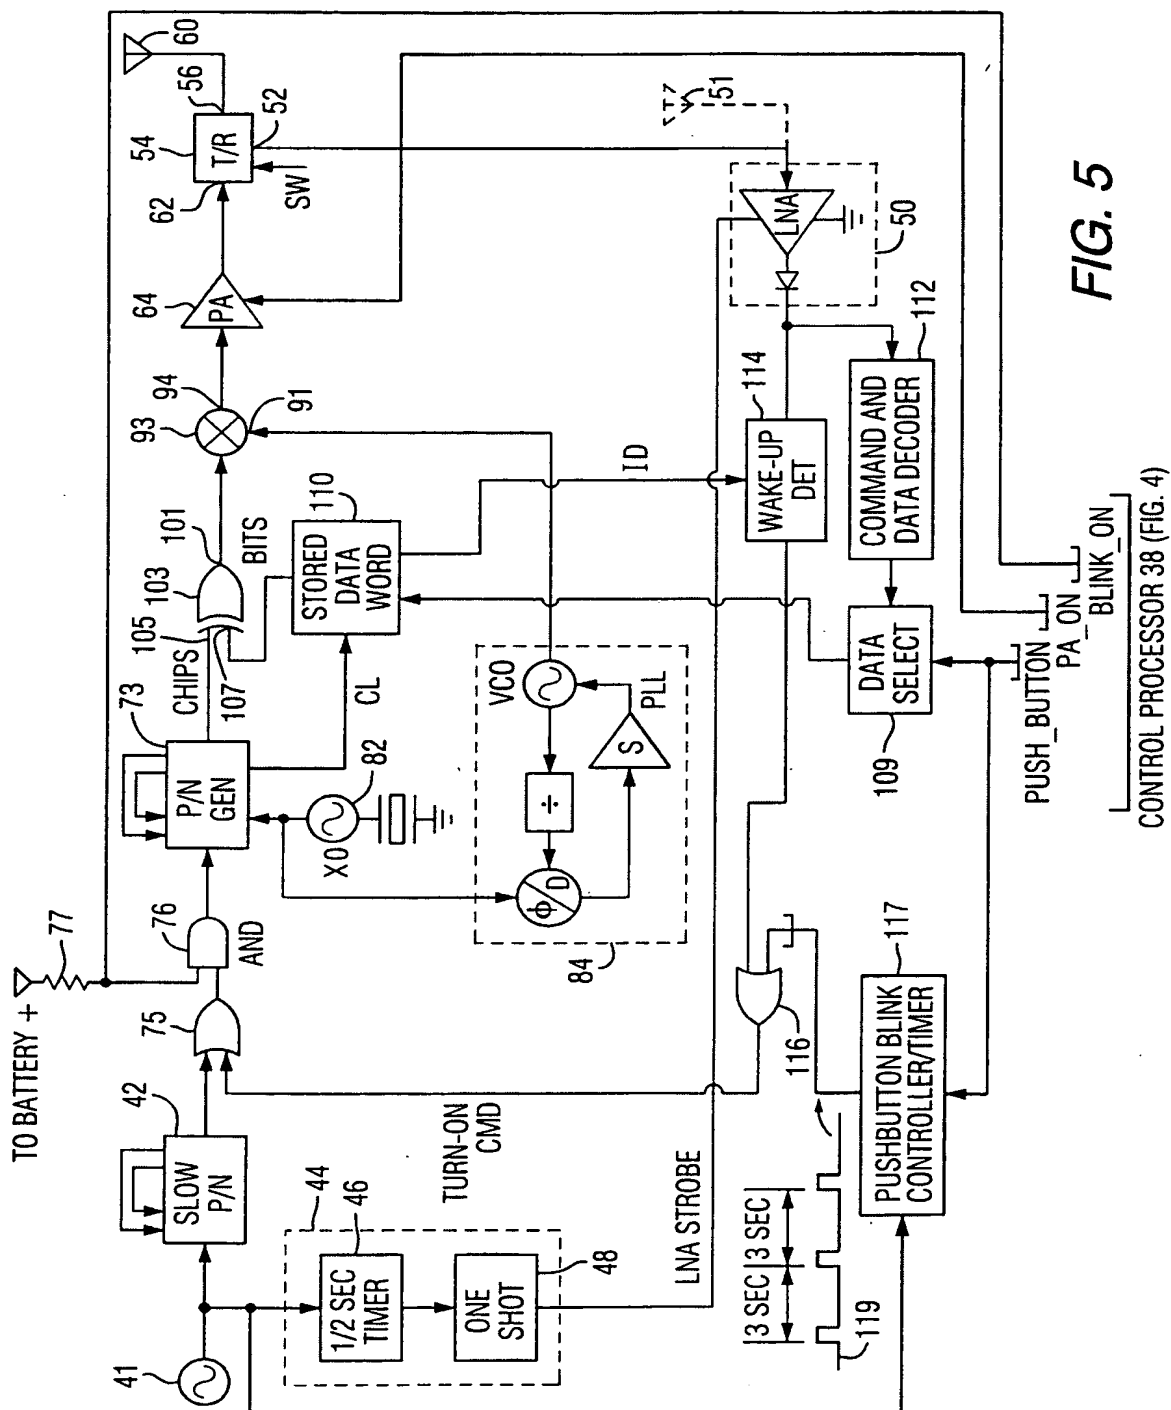 TO BATTERY +
77
41
42
SLOW
P/N
75
76
AND
73
P/N
GEN
CHIPS
105
107
103
101
BITS
93
94
91
64
PA
62
54
T/R
56
52
SW
60
44
46
1/2 SEC
TIMER
ONE
SHOT
48
TURN-ON
CMD
XO
82
CL
110
STORED
DATA
WORD
ID
51
84
Φ
D
÷
VCO
S
PLL
LNA STROBE
LNA
50
114
WAKE-UP
DET
112
COMMAND AND
DATA DECODER
109
DATA
SELECT
116
117
PUSHBUTTON BLINK
CONTROLLER/TIMER
3 SEC
3 SEC
119
PUSH_BUTTON
PA_ON
BLINK_ON
CONTROL PROCESSOR 38 (FIG. 4)
FIG. 5